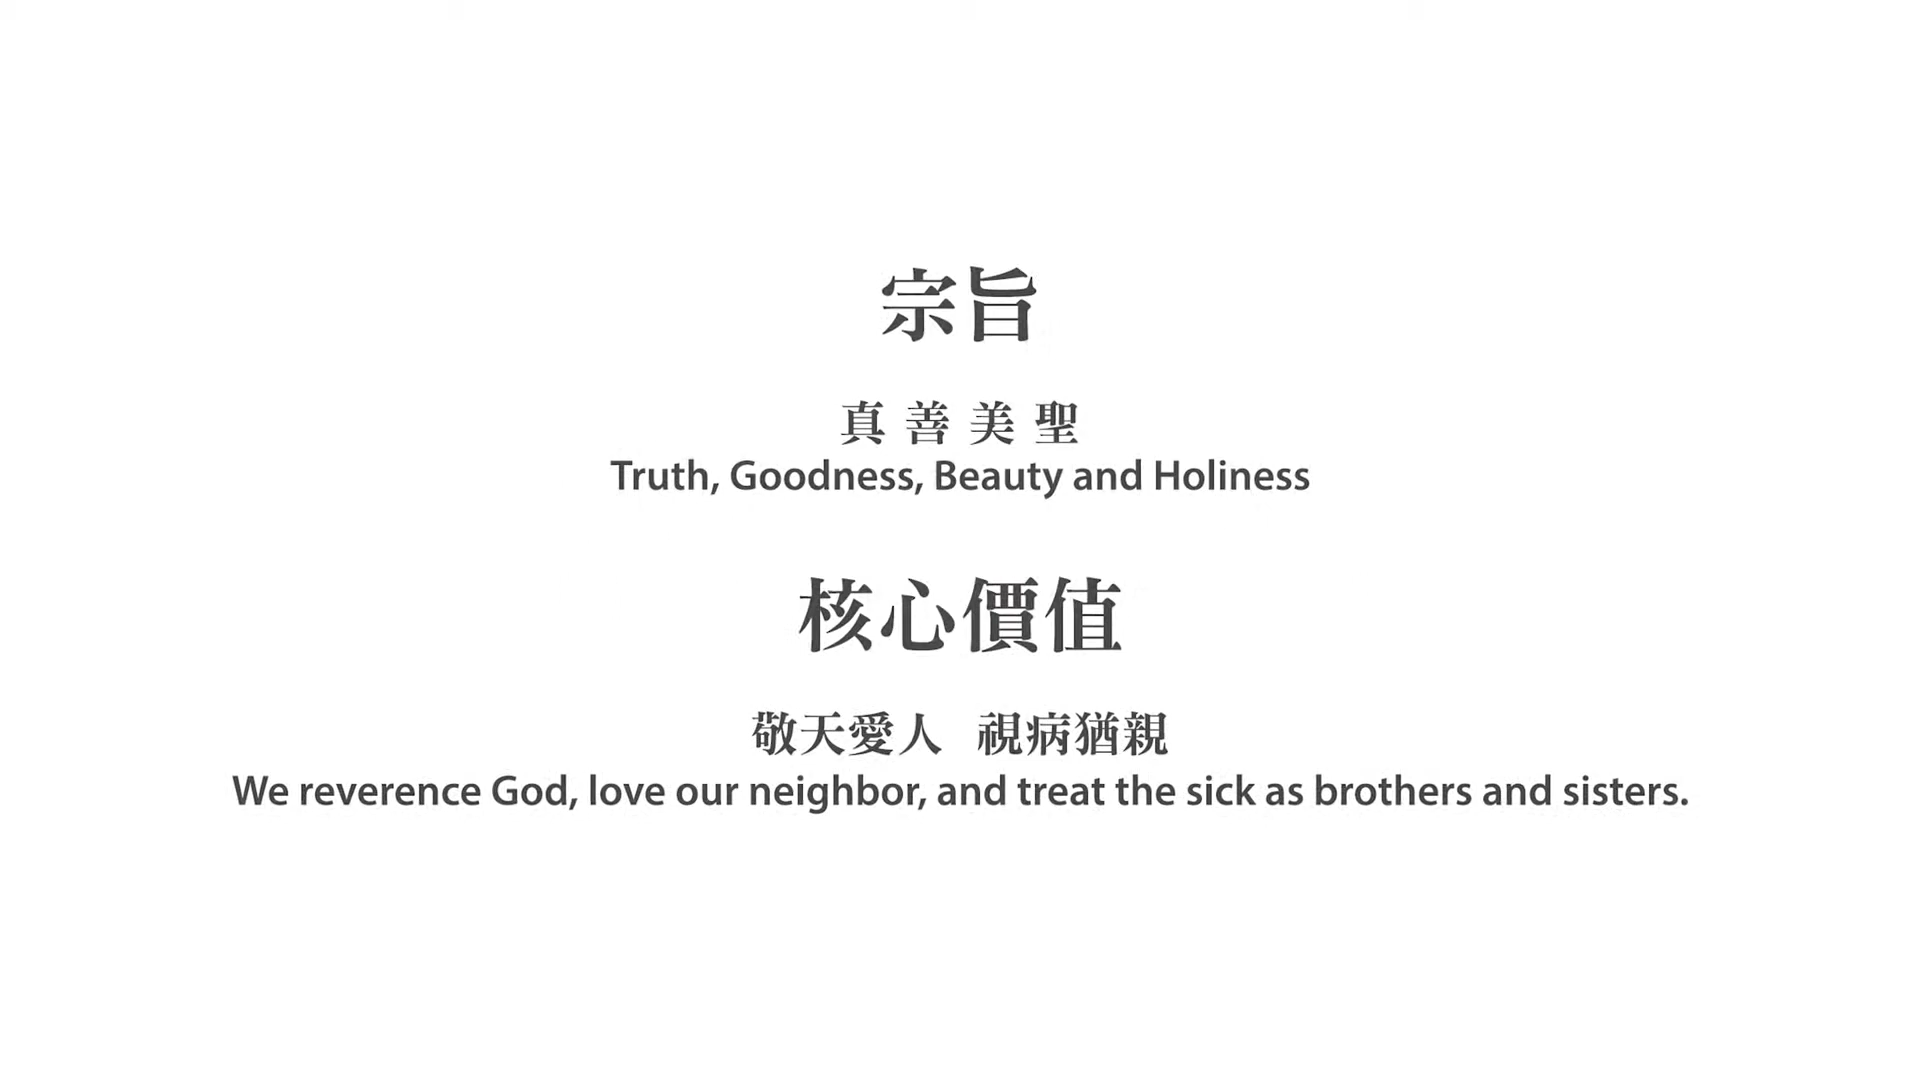 宗旨
真善美聖
Truth, Goodness, Beauty and Holiness
核心價值
敬天愛人 視病猶親
We reverence God, love our neighbor, and treat the sick as brothers and sisters.